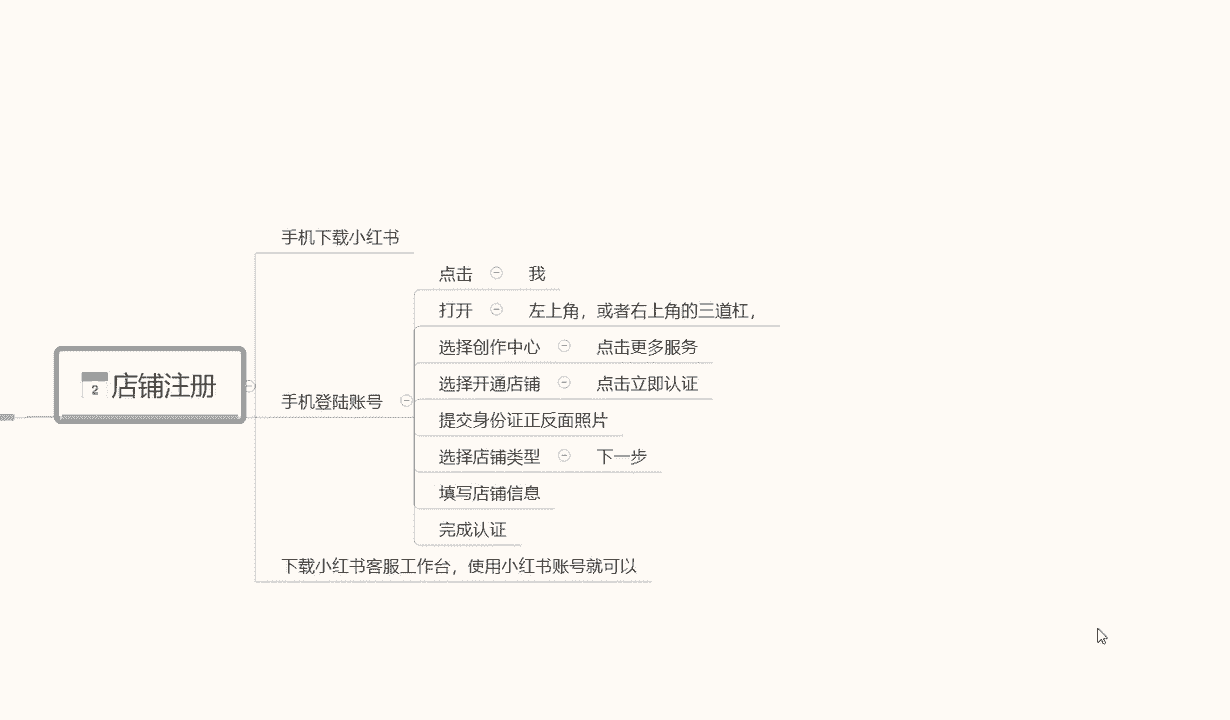 手机下载小红书
点击 我
打开 左上角，或者右上角的三道杠，
选择创作中心 点击更多服务
2 店铺注册
选择开通店铺 点击立即认证
手机登陆账号
提交身份证正反面照片
选择店铺类型 下一步
填写店铺信息
完成认证
下载小红书客服工作台，使用小红书账号就可以